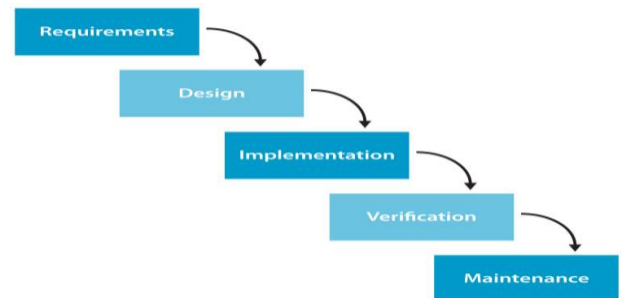 Requirements
Design
Implementation
Verification
Maintenance